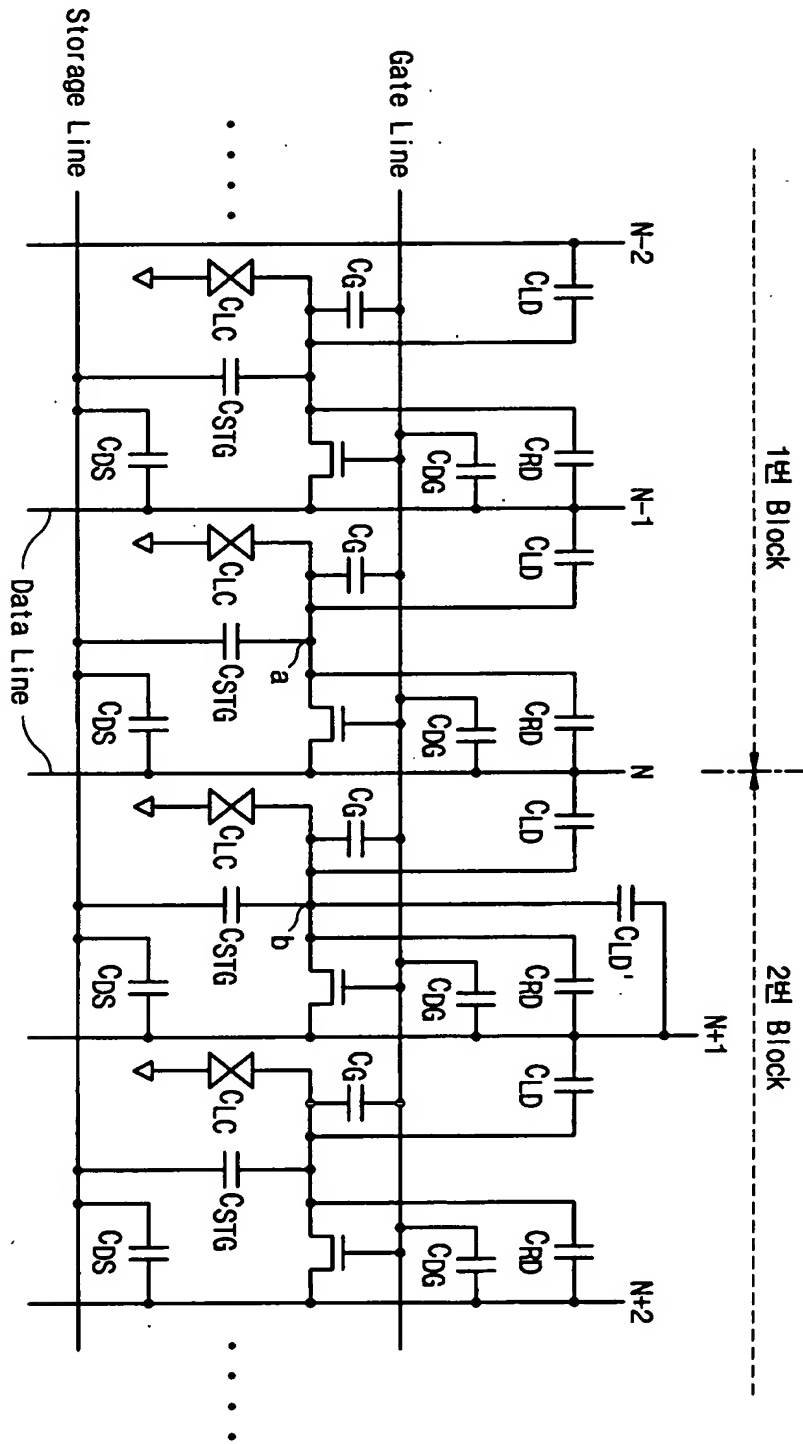 1번 Block
2번 Block
N-2
N-1
N
N+1
N+2
CLD
CRD
CLD
CRD
CLD
CLD'
CRD
CLD
CRD
CDG
CDG
CDG
CDG
Gate Line
CG
CG
CG
CG
a
b
CLC
CSTG
CLC
CSTG
CLC
CSTG
CLC
CSTG
CDS
CDS
CDS
CDS
Storage Line
Data Line